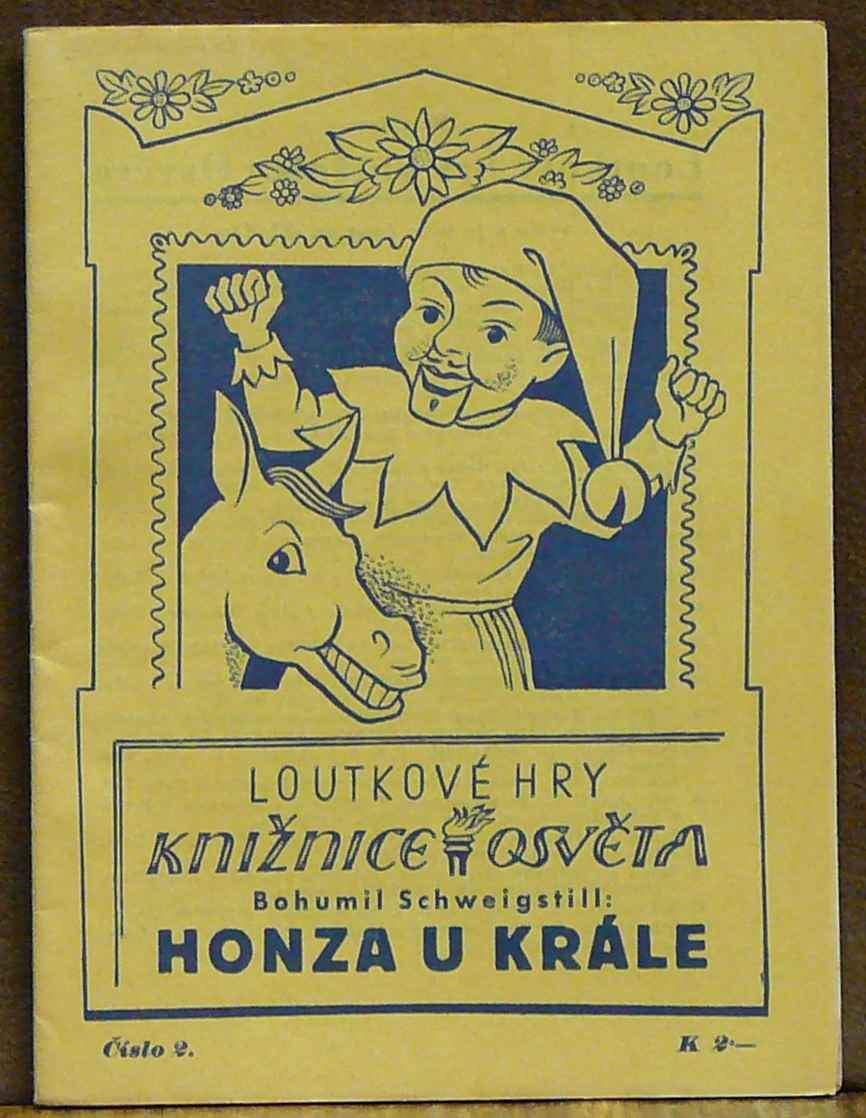 LOUTKOVÉ HRY
KNIŽNICE OSVĚTA
Bohumil Schweigstill:
HONZA U KRÁLE
Číslo 2.
K 2·—